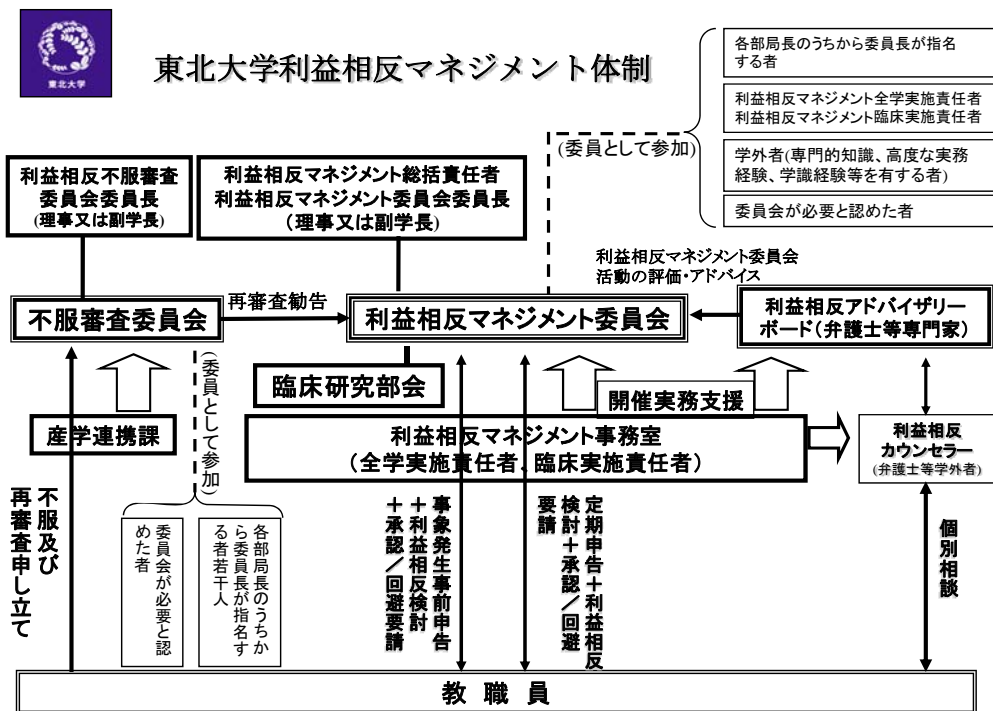 東北大学
東北大学利益相反マネジメント体制
各部局長のうちから委員長が指名
する者
利益相反マネジメント全学実施責任者
利益相反マネジメント臨床実施責任者
学外者(専門的知識、高度な実務
経験、学識経験等を有する者)
委員会が必要と認めた者
(委員として参加)
利益相反不服審査
委員会委員長
(理事又は副学長)
利益相反マネジメント総括責任者
利益相反マネジメント委員会委員長
(理事又は副学長)
利益相反マネジメント委員会
活動の評価・アドバイス
不服審査委員会
再審査勧告
利益相反マネジメント委員会
利益相反アドバイザリー
ボード(弁護士等専門家)
(委員として参加)
臨床研究部会
開催実務支援
産学連携課
利益相反マネジメント事務室
(全学実施責任者、臨床実施責任者)
利益相反
カウンセラー
(弁護士等学外者)
不服及び
再審査申し立て
委員会が必要と認
めた者
各部局長のうちか
ら委員長が指名す
る者若干人
事象発生事前申告
+利益相反検討
+承認/回避要請
定期申告+利益相反
検討+承認/回避
要請
個別相談
教職員